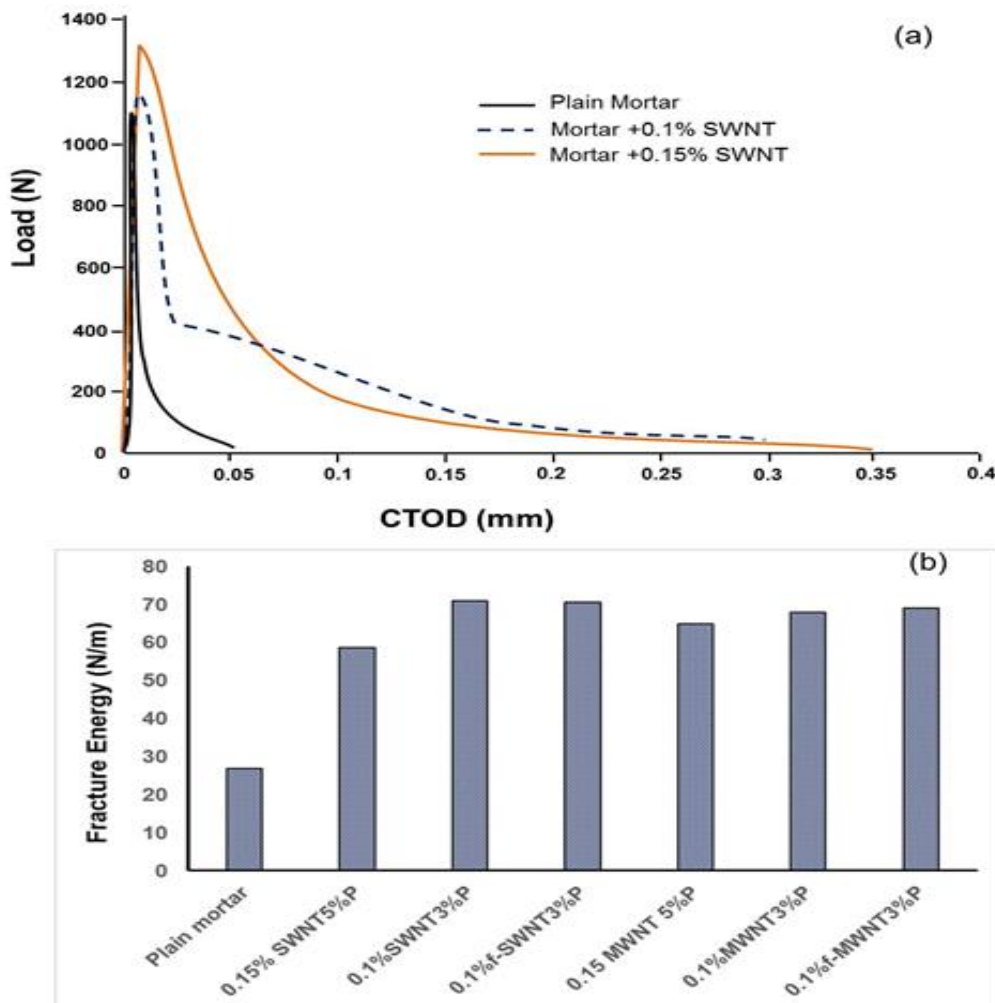 (a)
1400
1200
1000
800
600
400
200
0
Load (N)
Plain Mortar
Mortar +0.1% SWNT
Mortar +0.15% SWNT
0 0.05 0.1 0.15 0.2 0.25 0.3 0.35 0.4
CTOD (mm)
(b)
80
70
60
50
40
30
20
10
0
Fracture Energy (N/m)
Plain mortar
0.15% SWNT5%P
0.1%SWNT3%P
0.1%f-SWNT3%P
0.15 MWNT 5%P
0.1%MWNT3%P
0.1%f-MWNT3%P